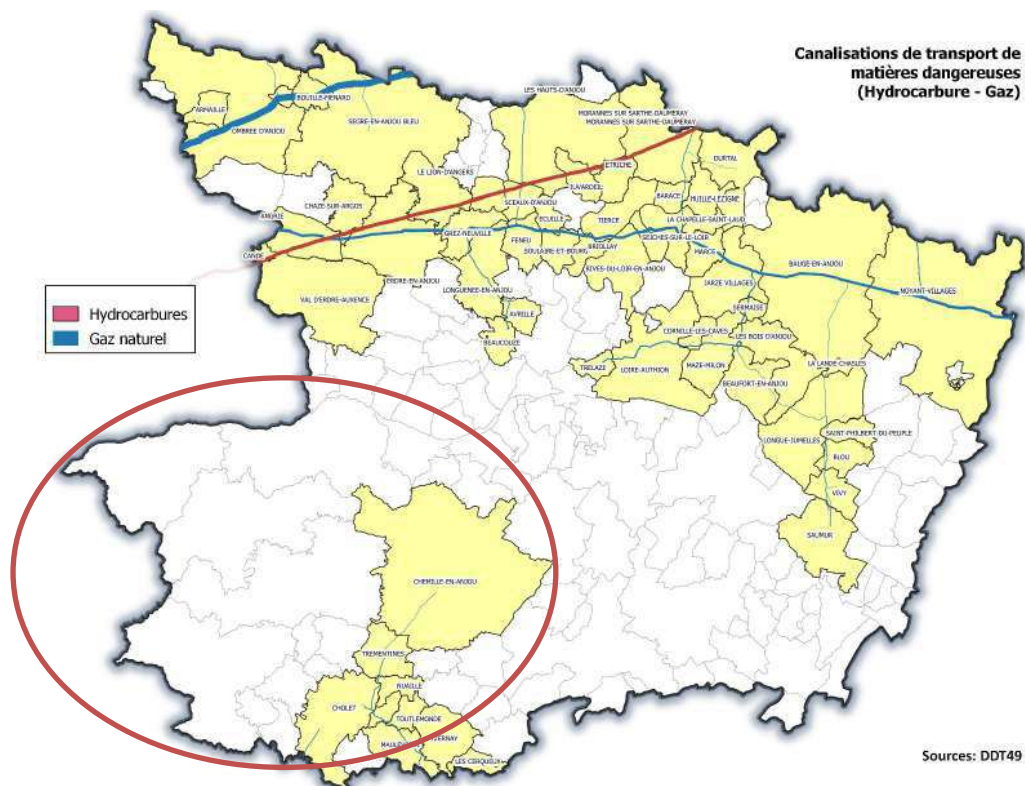 Canalisations de transport de
matières dangereuses
(Hydrocarbure - Gaz)
LES HAUTS-D'ANJOU
BOUILLE-MENARD
ARMAILLE
MORANNES SUR SARTHE-DAUMERAY
SEGRE-EN-ANJOU BLEU
MORANNES SUR SARTHE-DAUMERAY
OMBREE D'ANJOU
ETRICHE
DURTAL
LE LION-D'ANGERS
JUVARDEIL
BARACE
HUILLE-LEZIGNE
CHAZE-SUR-ARGOS
SCEAUX-D'ANJOU
ANGRIE
ECUILLE
TIERCE
LA CHAPELLE-SAINT-LAUD
GREZ-NEUVILLE
FENEU
SEICHES-SUR-LE-LOIR
BRIOLLAY
SOULAIRE-ET-BOURG
MARCE
CANDE
BAUGE-EN-ANJOU
RIVES-DU-LOIR-EN-ANJOU
ERDRE-EN-ANJOU
LONGUENEE-EN-ANJOU
JARZE VILLAGES
NOYANT-VILLAGES
VAL D'ERDRE-AUXENCE
SERMAISE
Hydrocarbures
AVRILLE
CORNILLE-LES-CAVES
LES BOIS D'ANJOU
Gaz naturel
BEAUCOUZE
TRELAZE
LOIRE-AUTHION
MAZE-MILON
LA LANDE-CHASLES
BEAUFORT-EN-ANJOU
SAINT-PHILBERT-DU-PEUPLE
LONGUE-JUMELLES
BLOU
VIVY
SAUMUR
CHEMILLE-EN-ANJOU
TREMENTINES
NUAILLE
CHOLET
TOUTLEMONDE
LES CERQUEUX
Sources: DDT49